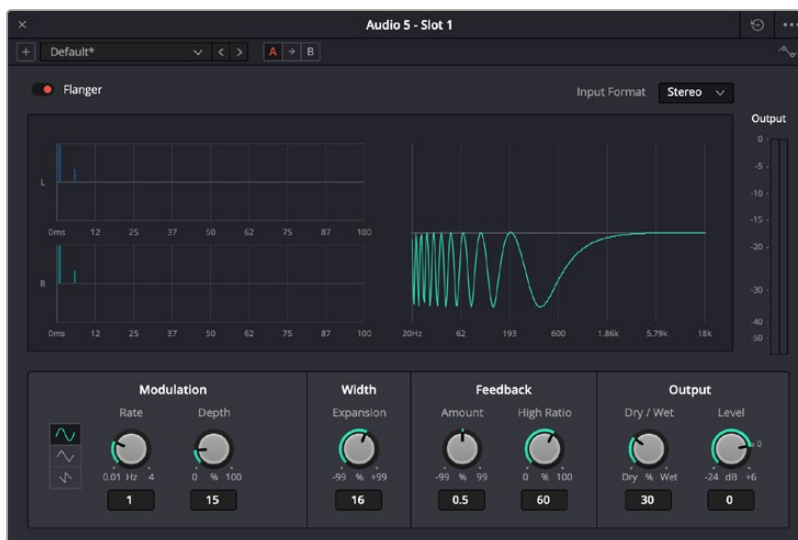 Audio 5 - Slot 1
Default*
A B
Flanger
Input Format Stereo
Output
L
0ms 12 25 37 50 62 75 87 100
R
0ms 12 25 37 50 62 75 87 100
20Hz 62 193 600 1.86k 5.79k 18k
0
-5
-10
-15
-20
-30
-40
-50
Modulation
Rate Depth
0.01 Hz 4 0 % 100
1 15
Width
Expansion
-99 % +99
16
Feedback
Amount High Ratio
-99 % 99 0 % 100
0.5 60
Output
Dry / Wet Level
0
Dry % Wet -24 dB +6
30 0